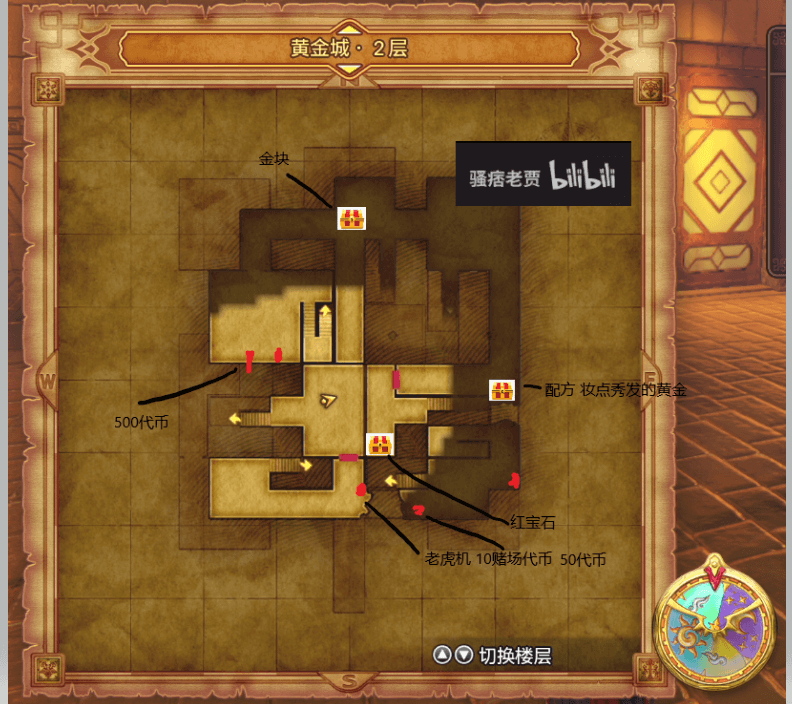 黄金城·2层
N
金块
骚痞老贾 bilibili
W
E
配方 妆点秀发的黄金
500代币
红宝石
老虎机 10赌场代币 50代币
切换楼层
S